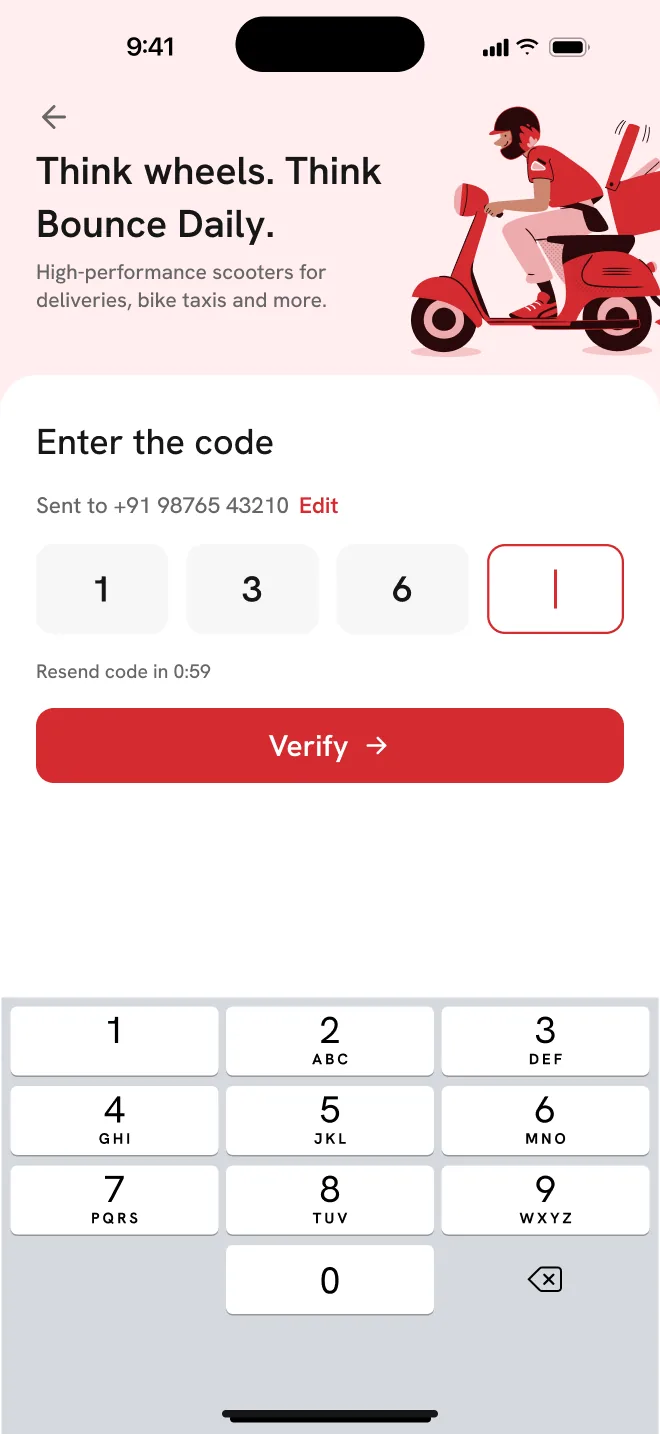 9:41
Think wheels. Think
Bounce Daily.
High-performance scooters for
deliveries, bike taxis and more.
Enter the code
Sent to +91 98765 43210 Edit
1 3 6
Resend code in 0:59
Verify →
1 2 3
ABC DEF
4 5 6
GHI JKL MNO
7 8 9
PQRS TUV WXYZ
0